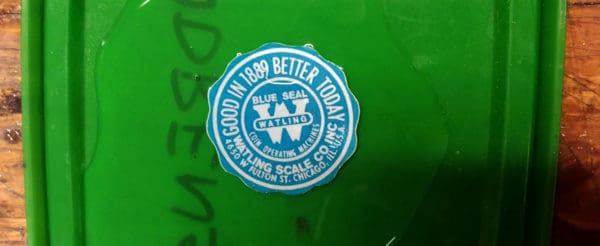 GOOD IN 1889 BETTER TODAY
BLUE SEAL
W
WATLING
COIN OPERATING MACHINES
WATLING SCALE CO. INC.
4650 W FULTON ST. CHICAGO, ILL. U.S.A.